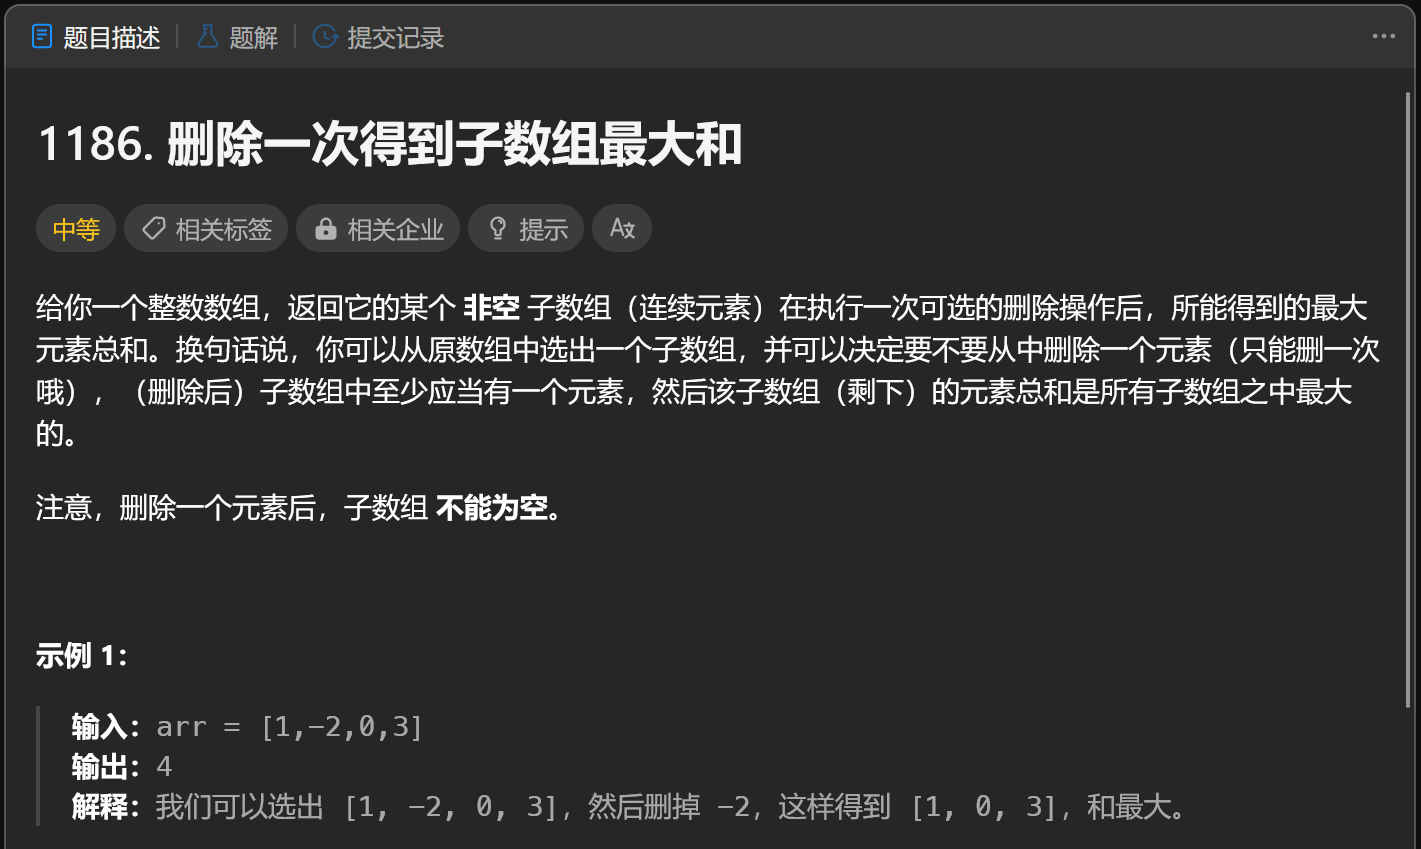 题目描述 题解 提交记录
1186. 删除一次得到子数组最大和
中等 相关标签 相关企业 提示
给你一个整数数组，返回它的某个 非空 子数组（连续元素）在执行一次可选的删除操作后，所能得到的最大
元素总和。换句话说，你可以从原数组中选出一个子数组，并可以决定要不要从中删除一个元素（只能删一次
哦），（删除后）子数组中至少应当有一个元素，然后该子数组（剩下）的元素总和是所有子数组之中最大
的。
注意，删除一个元素后，子数组 不能为空。
示例 1：
输入：arr = [1,-2,0,3]
输出：4
解释：我们可以选出 [1, -2, 0, 3]，然后删掉 -2，这样得到 [1, 0, 3]，和最大。